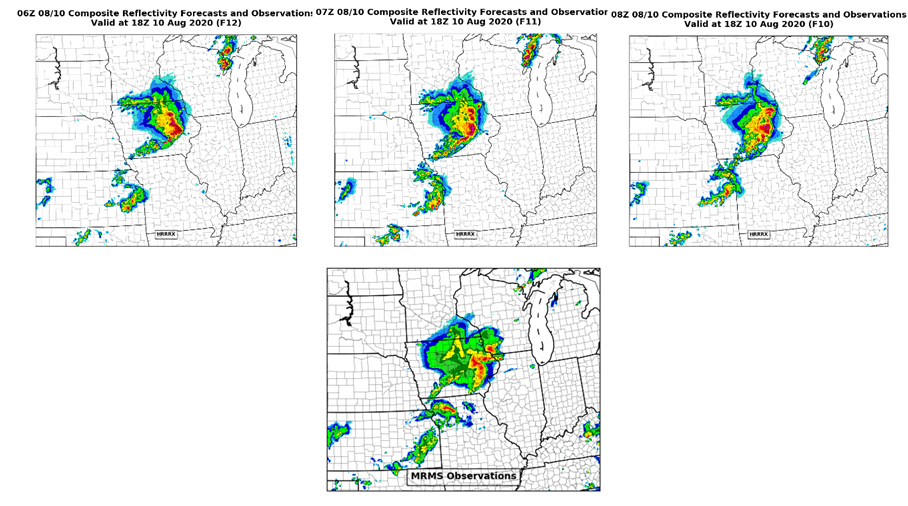 06Z 08/10 Composite Reflectivity Forecasts and Observation:
Valid at 18Z 10 Aug 2020 (F12)
07Z 08/10 Composite Reflectivity Forecasts and Observation
Valid at 18Z 10 Aug 2020 (F11)
08Z 08/10 Composite Reflectivity Forecasts and Observations
Valid at 18Z 10 Aug 2020 (F10)
HRRRX
HRRRX
HRRRX
MRMS Observations